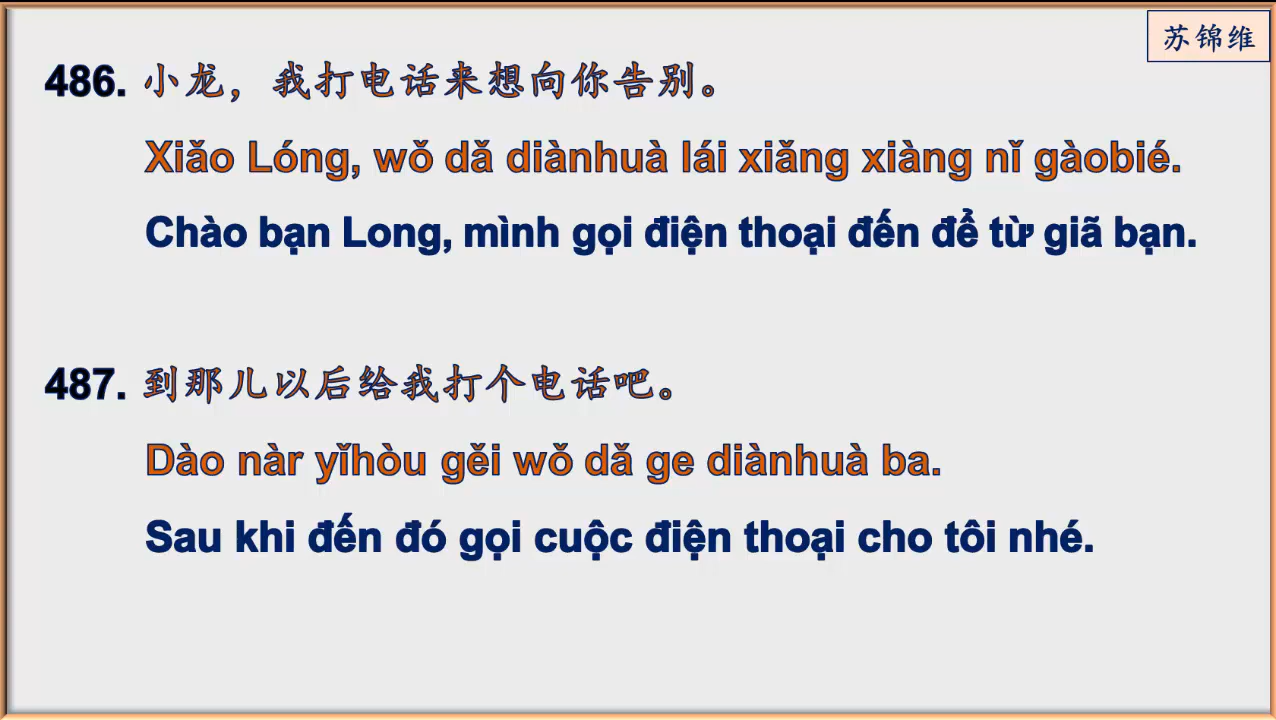 苏锦维
486. 小龙，我打电话来想向你告别。
Xiǎo Lóng, wǒ dǎ diànhuà lái xiǎng xiàng nǐ gàobié.
Chào bạn Long, mình gọi điện thoại đến để từ giã bạn.
487. 到那儿以后给我打个电话吧。
Dào nàr yǐhòu gěi wǒ dǎ ge diànhuà ba.
Sau khi đến đó gọi cuộc điện thoại cho tôi nhé.